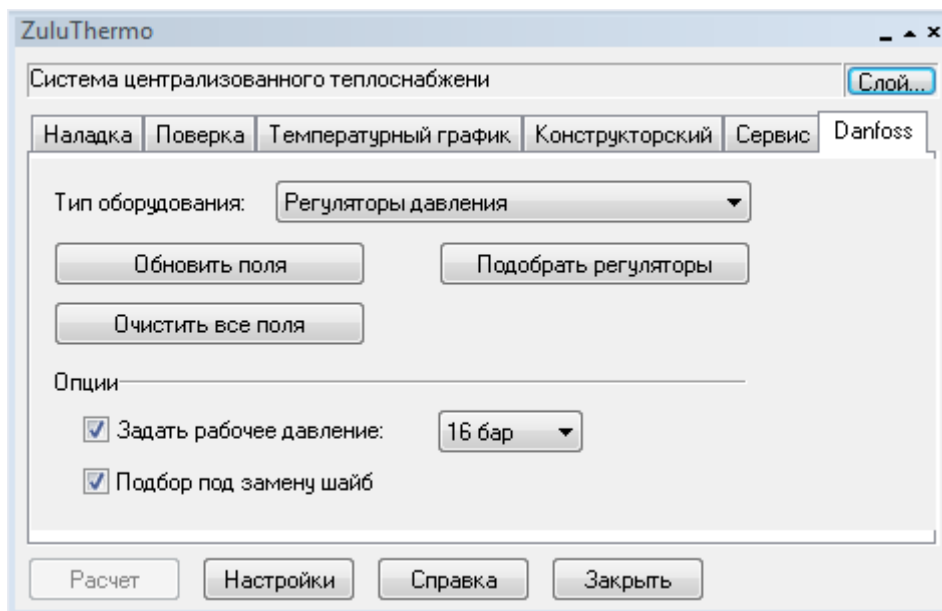 ZuluThermo
Система централизованного теплоснабжени Слой...
Наладка Поверка Температурный график Конструкторский Сервис Danfoss
Тип оборудования: Регуляторы давления
Обновить поля Подобрать регуляторы
Очистить все поля
Опции
Задать рабочее давление: 16 бар
Подбор под замену шайб
Расчет Настройки Справка Закрыть